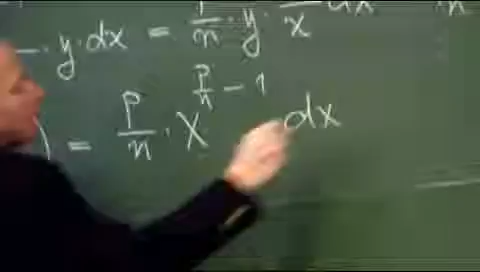 · y · dx = p/n · y · 1/x dx
) = p/n · x^(p/n - 1) dx